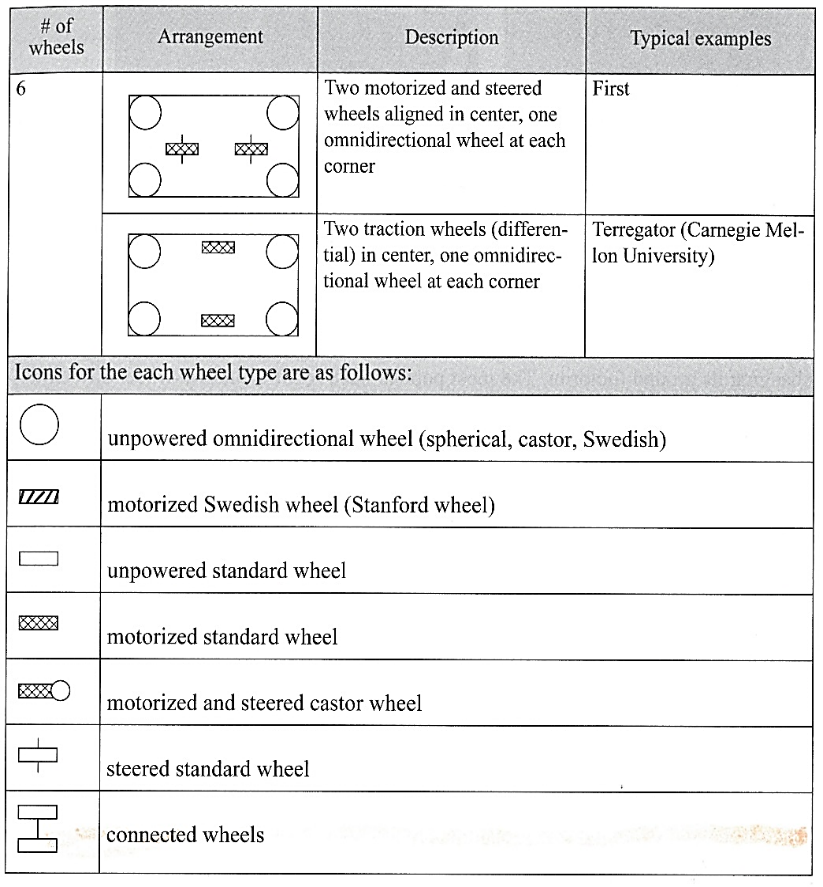 # of
wheels
Arrangement
Description
Typical examples
6
Two motorized and steered
wheels aligned in center, one
omnidirectional wheel at each
corner
First
Two traction wheels (differen-
tial) in center, one omnidirec-
tional wheel at each corner
Terregator (Carnegie Mel-
lon University)
Icons for the each wheel type are as follows:
unpowered omnidirectional wheel (spherical, castor, Swedish)
motorized Swedish wheel (Stanford wheel)
unpowered standard wheel
motorized standard wheel
motorized and steered castor wheel
steered standard wheel
connected wheels